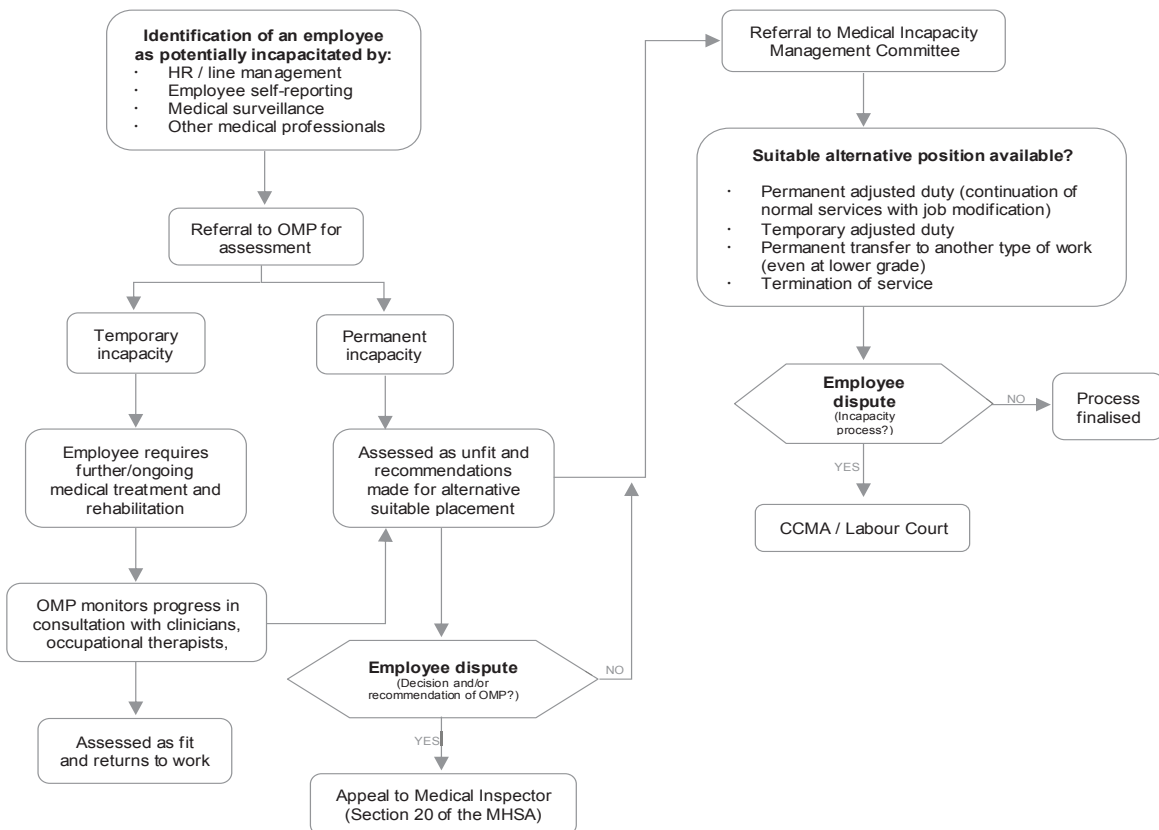 Identification of an employee
as potentially incapacitated by:
· HR / line management
· Employee self-reporting
· Medical surveillance
· Other medical professionals
Referral to OMP for
assessment
Temporary
incapacity
Permanent
incapacity
Employee requires
further/ongoing
medical treatment and
rehabilitation
Assessed as unfit and
recommendations
made for alternative
suitable placement
OMP monitors progress in
consultation with clinicians,
occupational therapists,
Assessed as fit
and returns to work
Employee dispute
(Decision and/or
recommendation of OMP?)
NO
YES
Appeal to Medical Inspector
(Section 20 of the MHSA)
Referral to Medical Incapacity
Management Committee
Suitable alternative position available?
· Permanent adjusted duty (continuation of
normal services with job modification)
· Temporary adjusted duty
· Permanent transfer to another type of work
(even at lower grade)
· Termination of service
Employee
dispute
(Incapacity
process?)
NO
Process
finalised
YES
CCMA / Labour Court